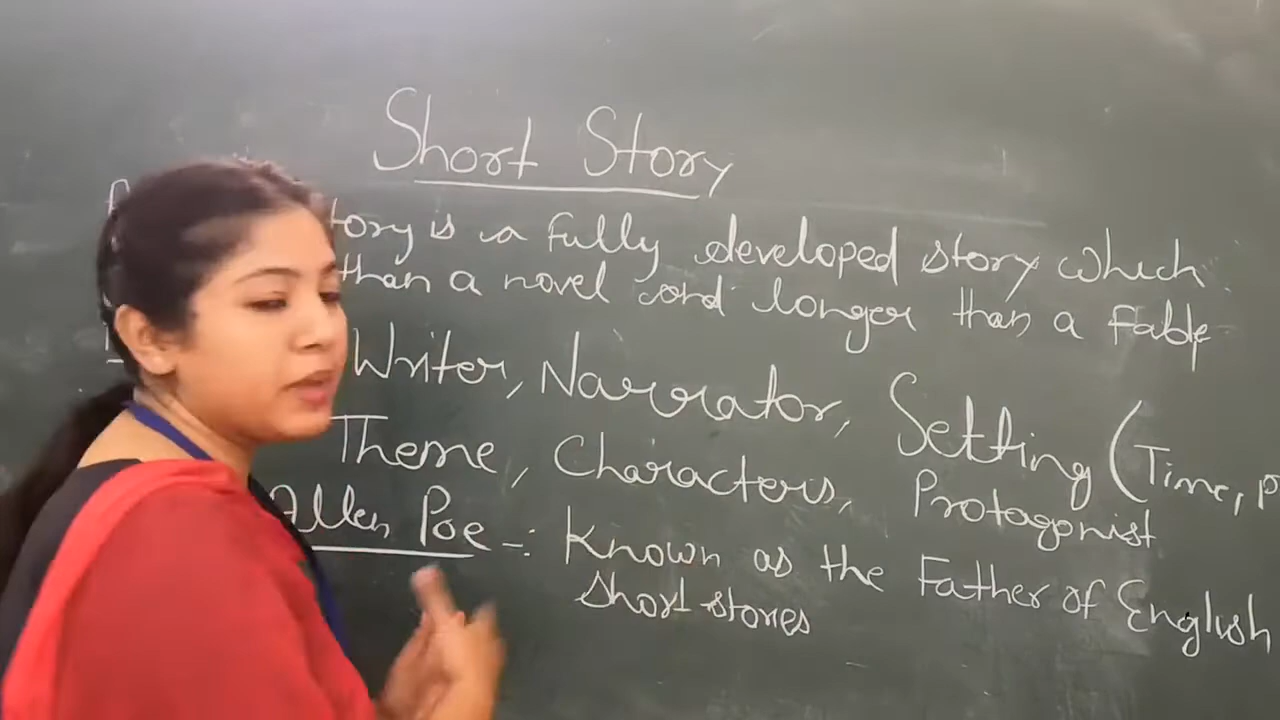 Short Story
tory is a fully developed story which
than a novel and longer than a fable
Writer, Narrator, Setting (Time, P
Theme, Characters, Protagonist
Allen Poe -: Known as the Father of English
Short stories